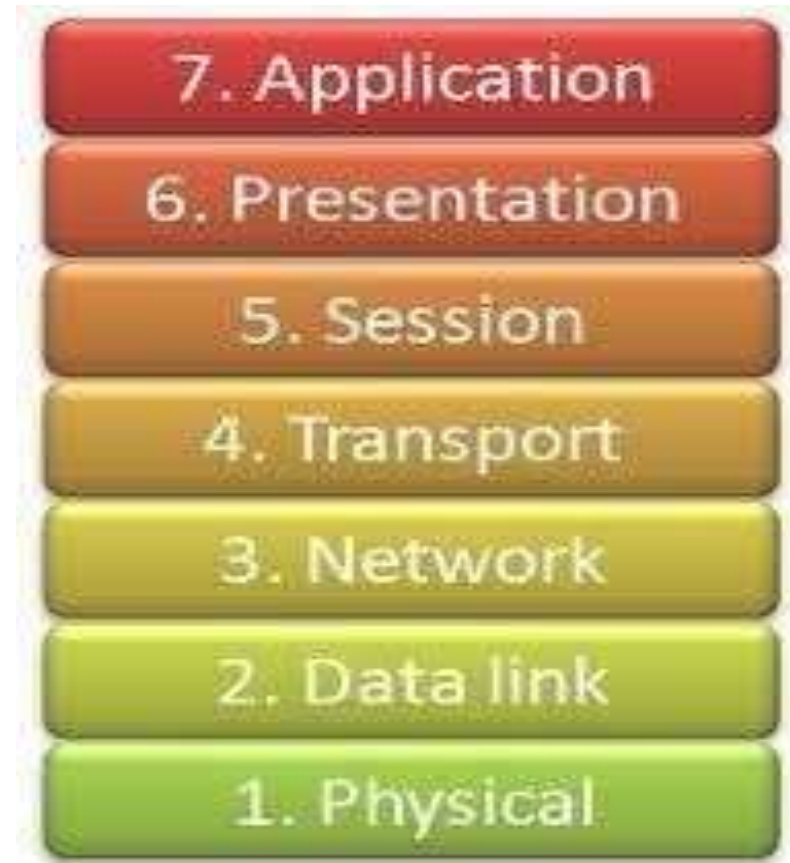 7. Application
6. Presentation
5. Session
4. Transport
3. Network
2. Data link
1. Physical